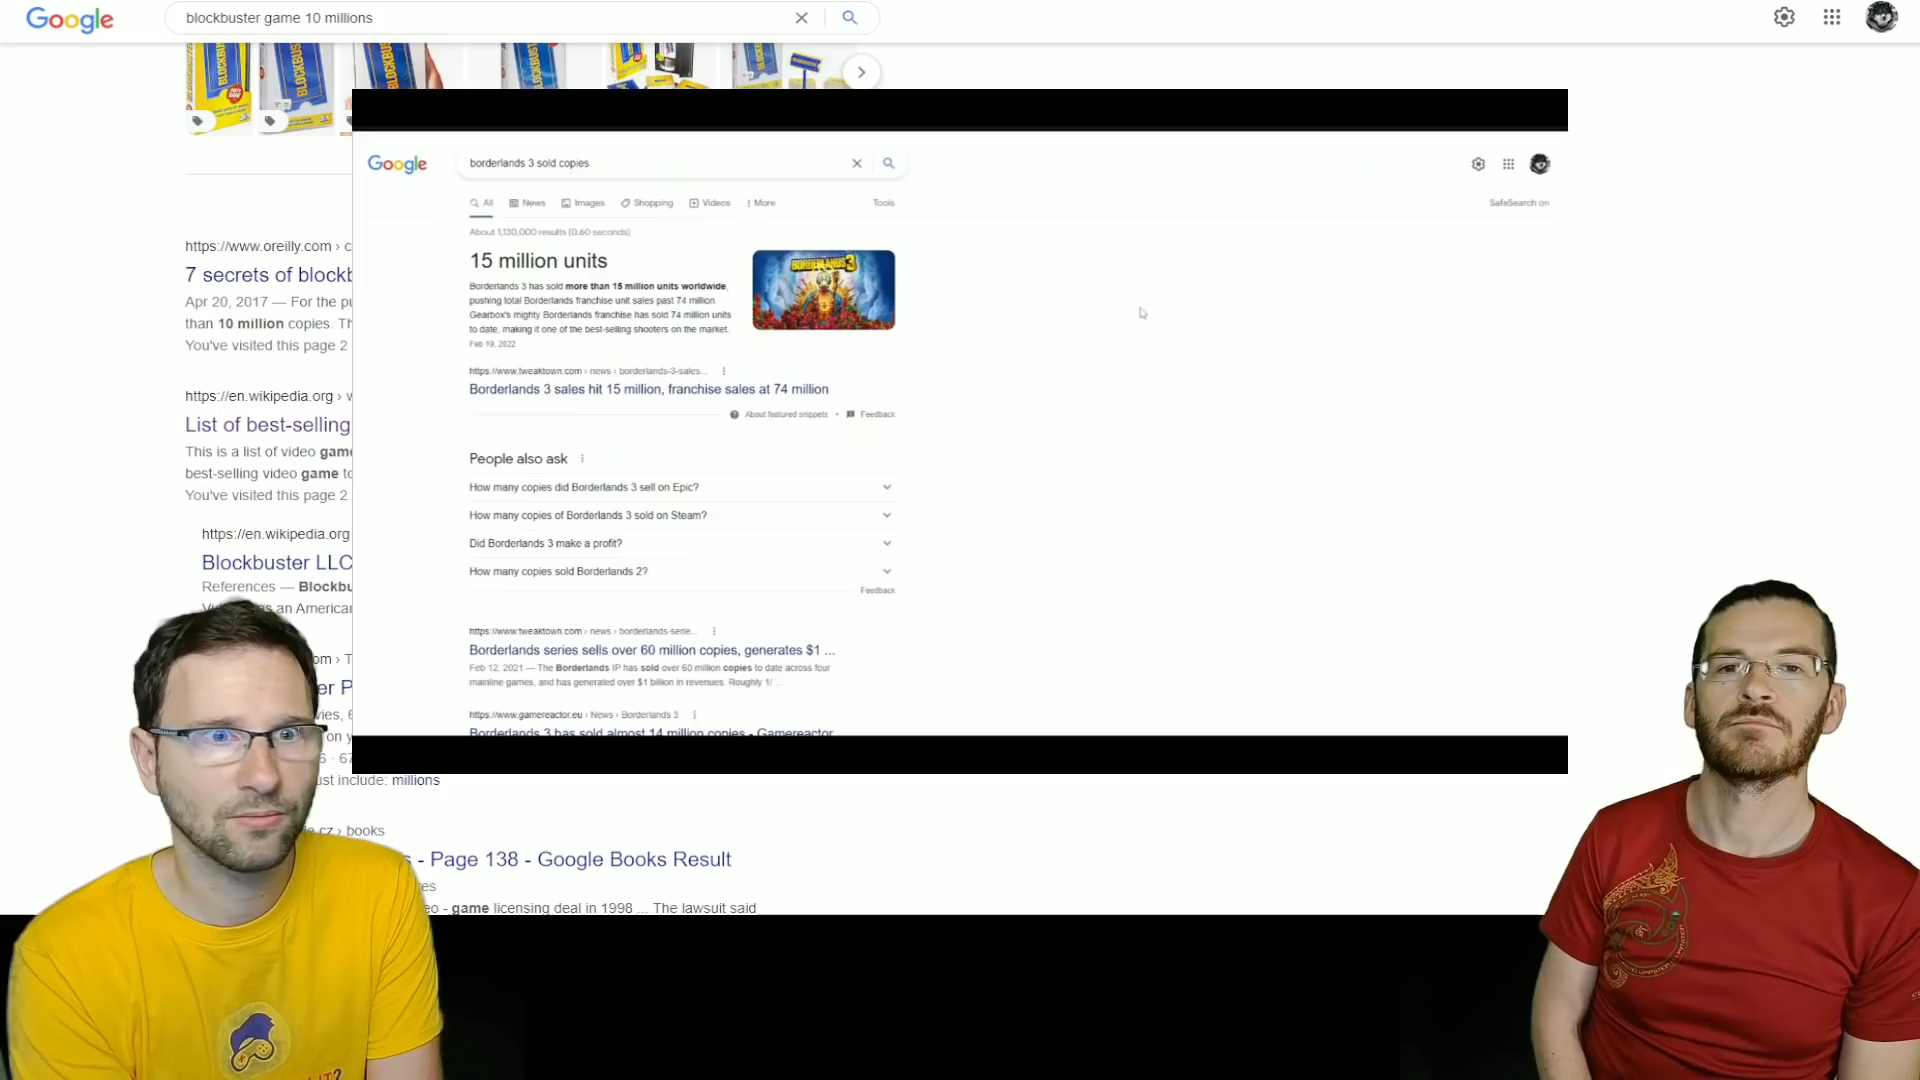 Google
blockbuster game 10 millions
BLOCKBUSTER
https://www.oreilly.com › c
7 secrets of blockb
Apr 20, 2017 — For the pu
than 10 million copies. Th
You've visited this page 2
https://en.wikipedia.org › w
List of best-selling
This is a list of video game
best-selling video game to
You've visited this page 2
https://en.wikipedia.org
Blockbuster LLC
References — Blockbu
as an American
om › T
er P
vies, 6
on y
ust include: millions
cz › books
s - Page 138 - Google Books Result
eo - game licensing deal in 1998 ... The lawsuit said
Google
borderlands 3 sold copies
All
News
Images
Shopping
Videos
More
Tools
SafeSearch on
About 1,130,000 results (0.60 seconds)
15 million units
BORDERLANDS 3
Borderlands 3 has sold more than 15 million units worldwide,
pushing total Borderlands franchise unit sales past 74 million.
Gearbox's mighty Borderlands franchise has sold 74 million units
to date, making it one of the best-selling shooters on the market.
Feb 19, 2022
https://www.tweaktown.com › news › borderlands-3-sales...
Borderlands 3 sales hit 15 million, franchise sales at 74 million
About featured snippets • Feedback
People also ask
How many copies did Borderlands 3 sell on Epic?
How many copies of Borderlands 3 sold on Steam?
Did Borderlands 3 make a profit?
How many copies sold Borderlands 2?
Feedback
https://www.tweaktown.com › news › borderlands-serie...
Borderlands series sells over 60 million copies, generates $1 ...
Feb 12, 2021 — The Borderlands IP has sold over 60 million copies to date across four
mainline games, and has generated over $1 billion in revenues. Roughly 1/ ...
https://www.gamereactor.eu › News › Borderlands 3
Borderlands 3 has sold almost 14 million copies - Gamereactor